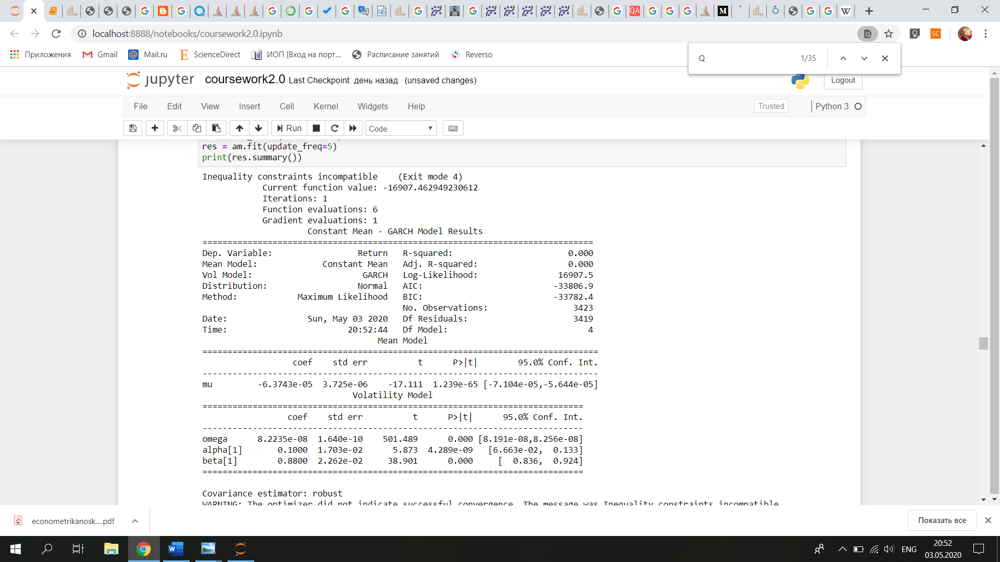 localhost:8888/notebooks/coursework2.0.ipynb
Приложения Gmail Mail.ru ScienceDirect ИОП [Вход на порт... Расписание занятий Reverso
Q 1/35
jupyter coursework2.0 Last Checkpoint: день назад (unsaved changes)
Logout
File Edit View Insert Cell Kernel Widgets Help Trusted Python 3
Run Code
res = am.fit(update_freq=5)
print(res.summary())
Inequality constraints incompatible (Exit mode 4)
Current function value: -16907.462949230612
Iterations: 1
Function evaluations: 6
Gradient evaluations: 1
Constant Mean - GARCH Model Results
==============================================================================
Dep. Variable: Return R-squared: 0.000
Mean Model: Constant Mean Adj. R-squared: 0.000
Vol Model: GARCH Log-Likelihood: 16907.5
Distribution: Normal AIC: -33806.9
Method: Maximum Likelihood BIC: -33782.4
No. Observations: 3423
Date: Sun, May 03 2020 Df Residuals: 3419
Time: 20:52:44 Df Model: 4
Mean Model
===============================================================================
coef std err t P>|t| 95.0% Conf. Int.
-------------------------------------------------------------------------------
mu -6.3743e-05 3.725e-06 -17.111 1.239e-65 [-7.104e-05,-5.644e-05]
Volatility Model
============================================================================
coef std err t P>|t| 95.0% Conf. Int.
----------------------------------------------------------------------------
omega 8.2235e-08 1.640e-10 501.489 0.000 [8.191e-08,8.256e-08]
alpha[1] 0.1000 1.703e-02 5.873 4.289e-09 [6.663e-02, 0.133]
beta[1] 0.8800 2.262e-02 38.901 0.000 [ 0.836, 0.924]
============================================================================
Covariance estimator: robust
WARNING: The optimizer did not indicate successful convergence. The message was Inequality constraints incompatible
econometrikanosk....pdf Показать все
ENG
20:52
03.05.2020